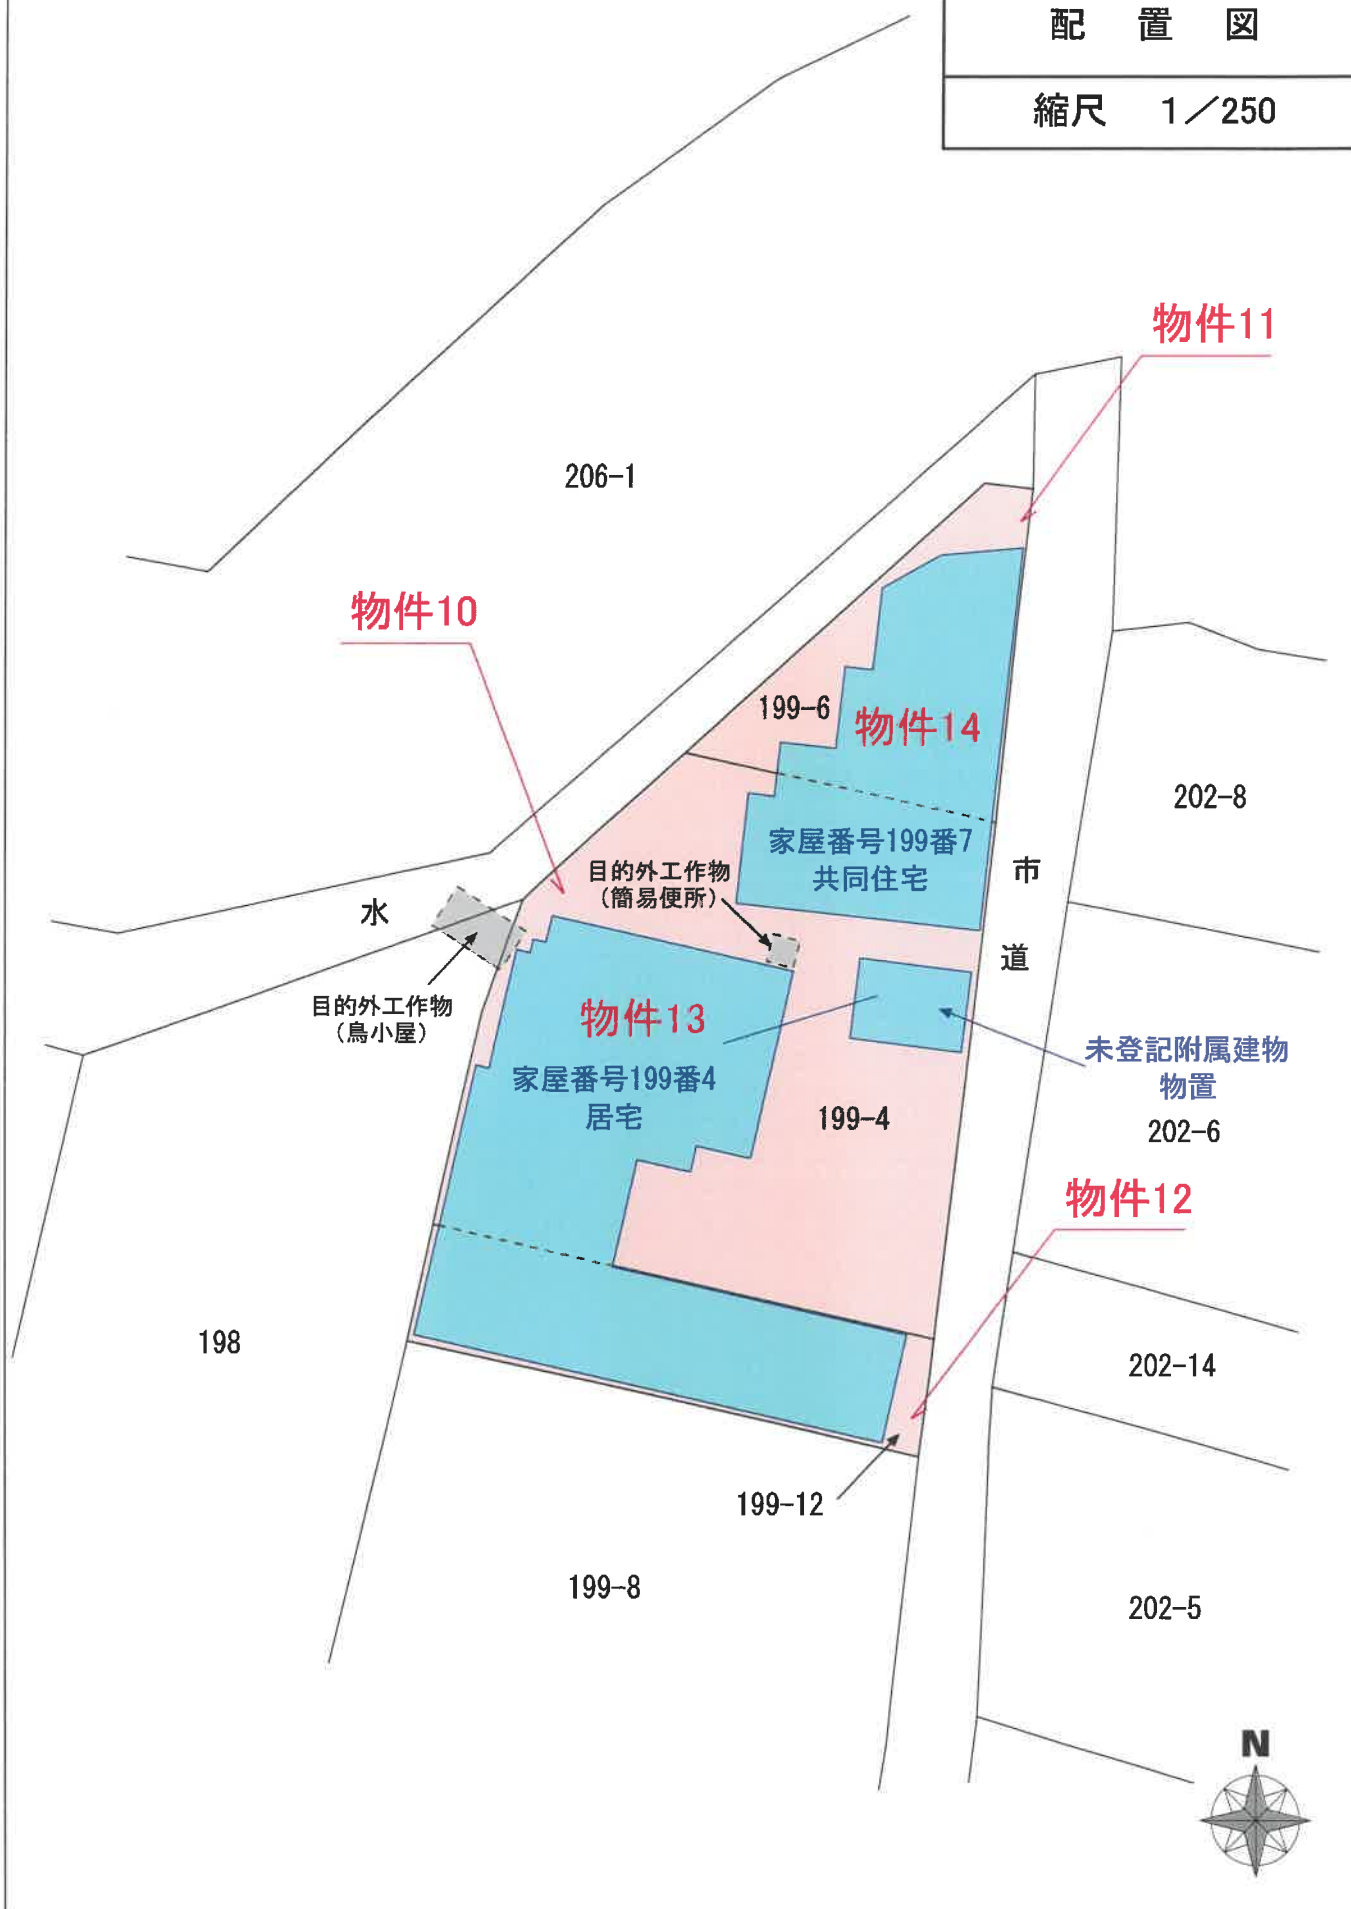 配置図
縮尺 1／250
物件11
206-1
物件10
199-6
物件14
202-8
家屋番号199番7
共同住宅
市道
目的外工作物
（簡易便所）
水
目的外工作物
（鳥小屋）
物件13
家屋番号199番4
居宅
未登記附属建物
物置
199-4
202-6
物件12
198
202-14
199-12
199-8
202-5
N